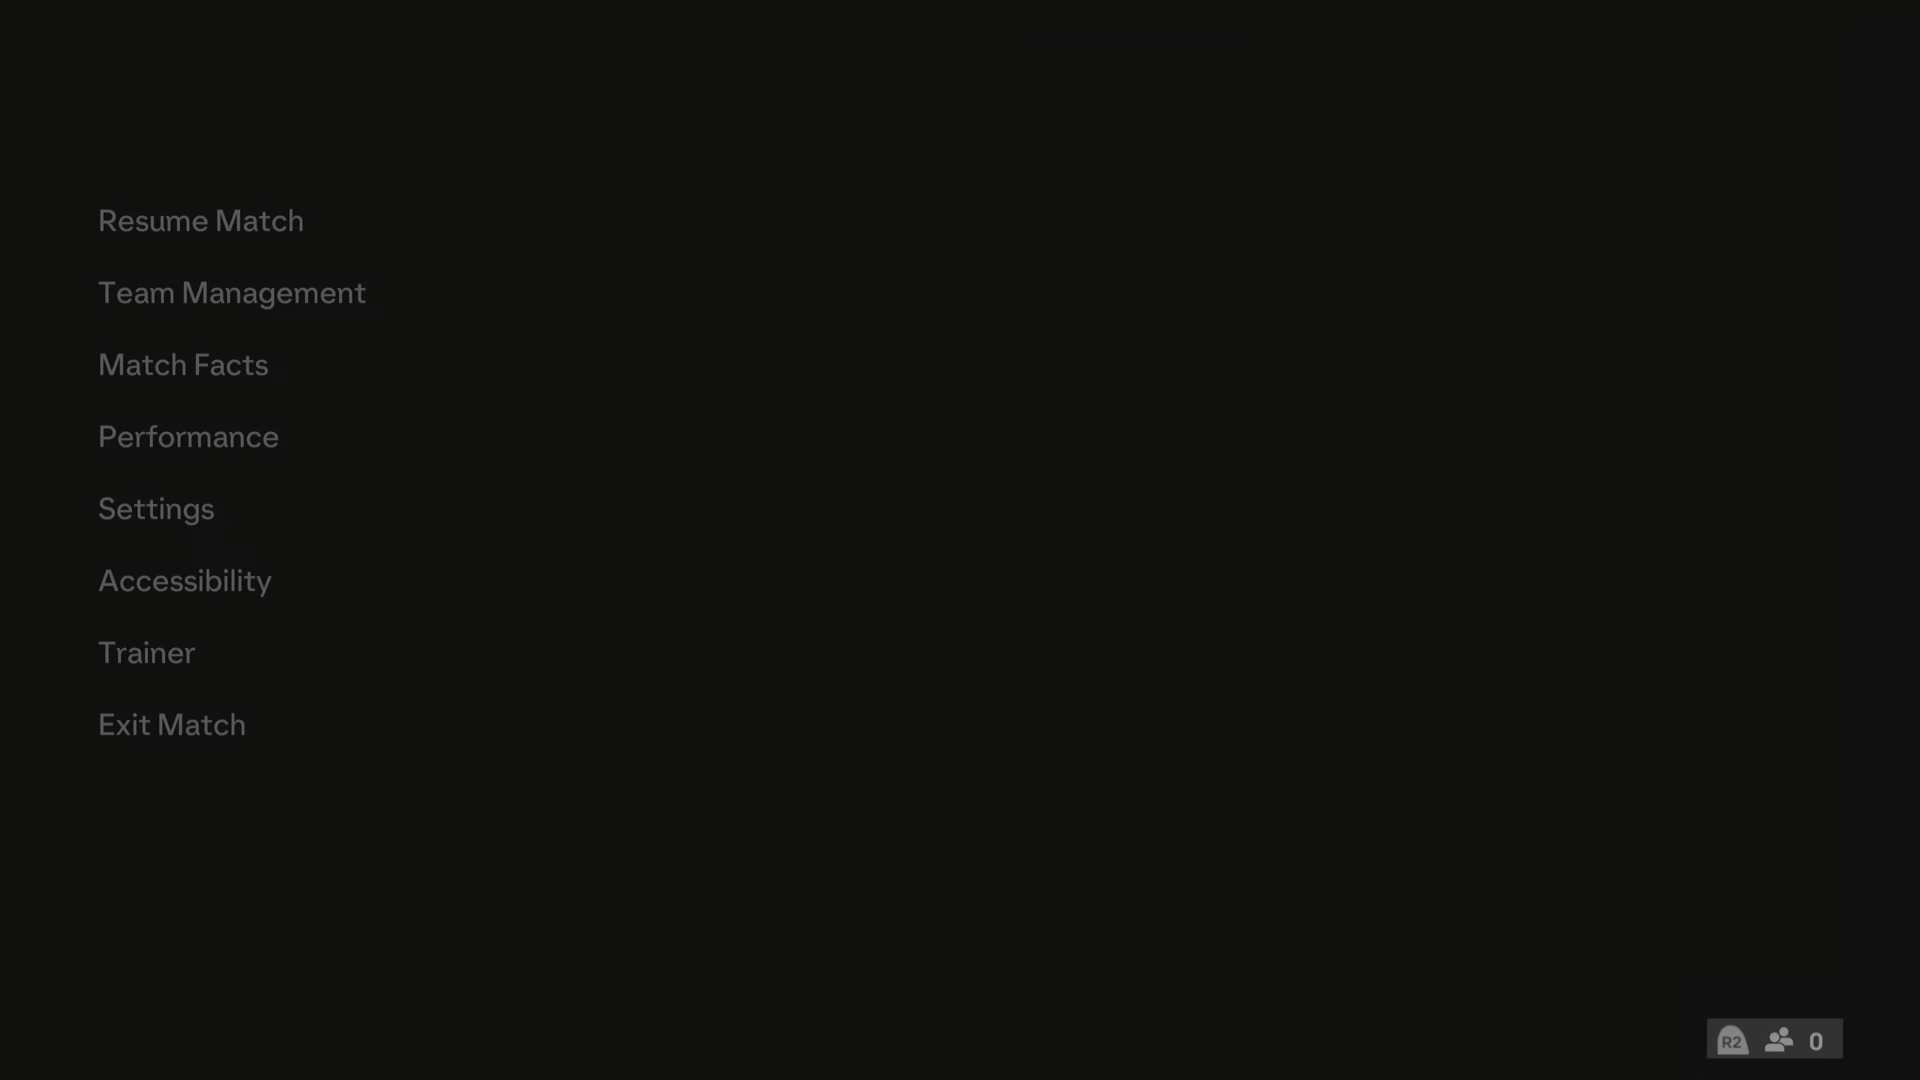 Resume Match
Team Management
Match Facts
Performance
Settings
Accessibility
Trainer
Exit Match
R2 0